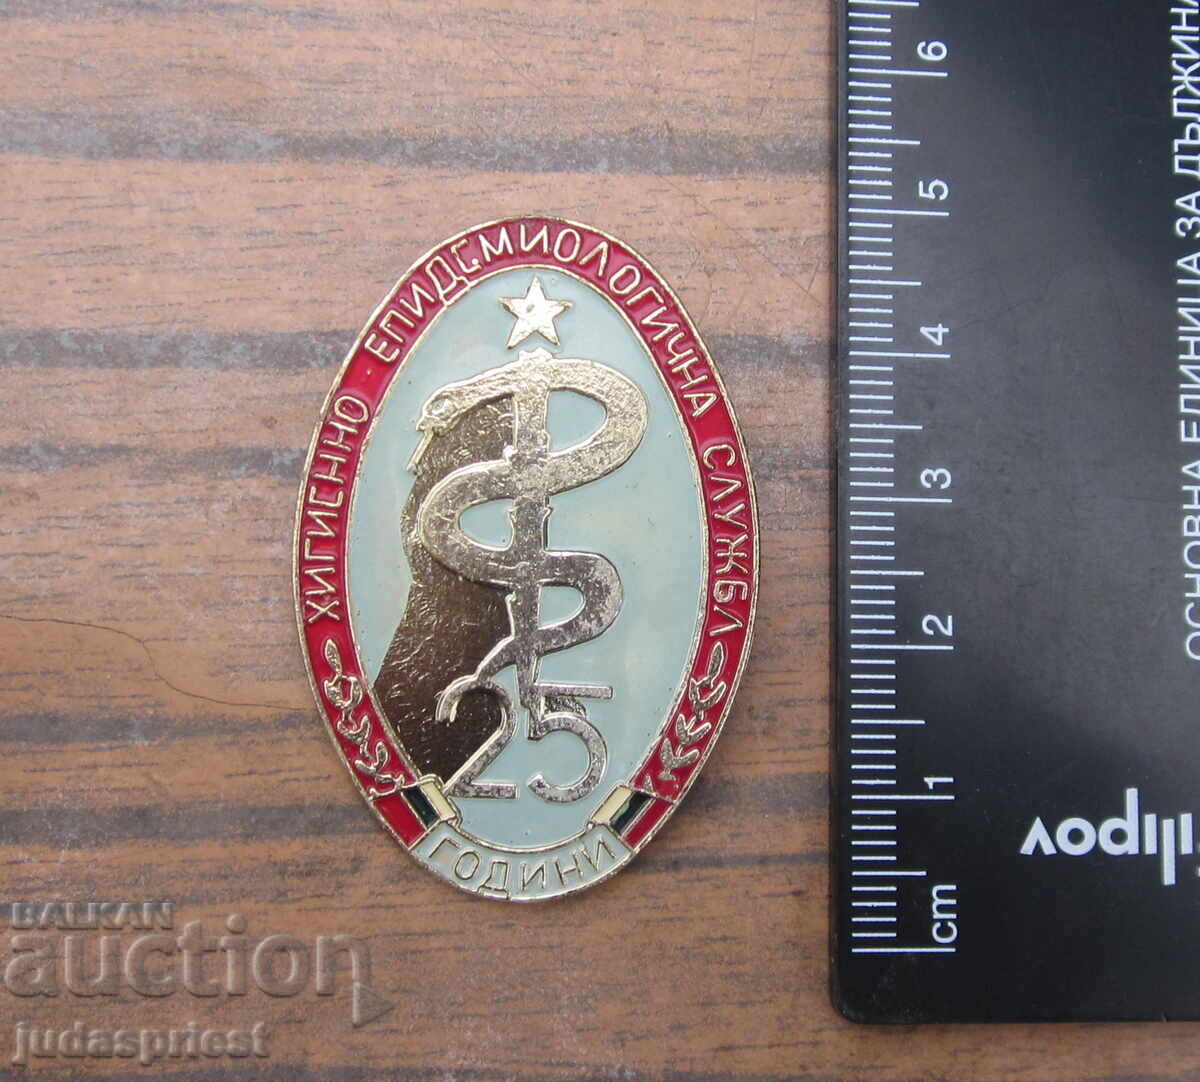 ХИГИЕННО ЕПИДЕМИОЛОГИЧНА СЛУЖБА
25
ГОДИНИ
6
5
4
3
2
1
cm
ОСНОВНА ЕДИНИЦА ЗА ДЪЛЖИНА
BALKAN
auction
judaspriest